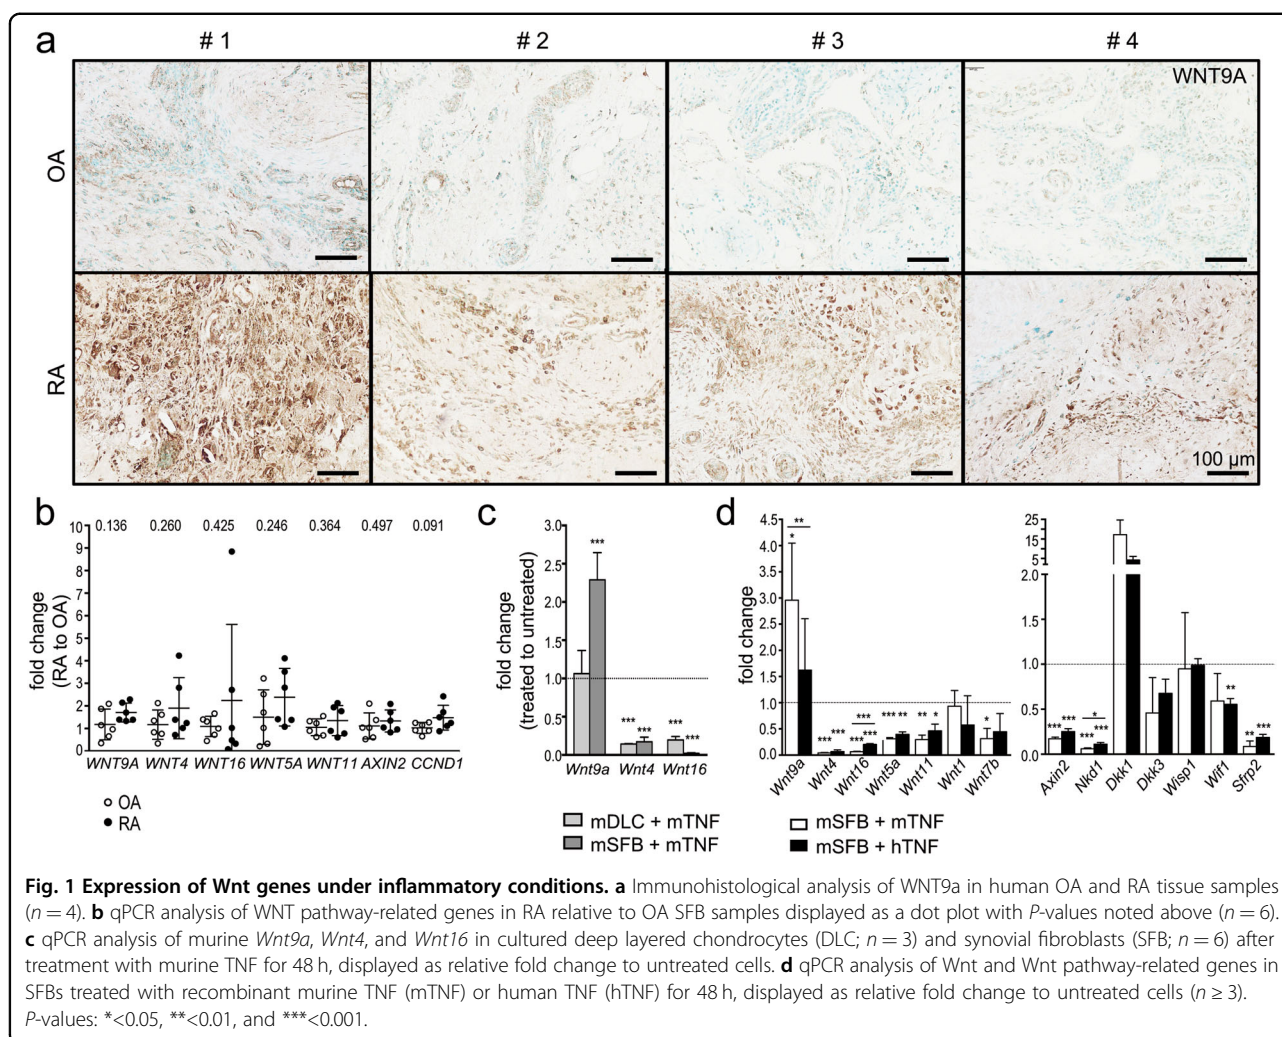 a
# 1
# 2
# 3
# 4
WNT9A
OA
RA
100 µm
b
fold change
(RA to OA)
10
9
8
7
6
5
4
3
2
1
0
0.136 0.260 0.425 0.246 0.364 0.497 0.091
WNT9A WNT4 WNT16 WNT5A WNT11 AXIN2 CCND1
OA
RA
c
fold change
(treated to untreated)
3.0
2.5
2.0
1.5
1.0
0.5
0.0
***
*** ***
*** ***
Wnt9a Wnt4 Wnt16
mDLC + mTNF
mSFB + mTNF
d
fold change
4.5
4.0
3.5
3.0
2.5
2.0
1.5
1.0
0.5
0.0
**
*
*** ***
***
*** ***
*** **
** *
*
Wnt9a Wnt4 Wnt16 Wnt5a Wnt11 Wnt1 Wnt7b
25
15
5
2.0
1.0
0.0
*** ***
*
*** ***
**
** ***
Axin2 Nkd1 Dkk1 Dkk3 Wisp1 Wif1 Sfrp2
mSFB + mTNF
mSFB + hTNF
Fig. 1 Expression of Wnt genes under inflammatory conditions. a Immunohistological analysis of WNT9a in human OA and RA tissue samples
(n = 4). b qPCR analysis of WNT pathway-related genes in RA relative to OA SFB samples displayed as a dot plot with P-values noted above (n = 6).
c qPCR analysis of murine Wnt9a, Wnt4, and Wnt16 in cultured deep layered chondrocytes (DLC; n = 3) and synovial fibroblasts (SFB; n = 6) after
treatment with murine TNF for 48 h, displayed as relative fold change to untreated cells. d qPCR analysis of Wnt and Wnt pathway-related genes in
SFBs treated with recombinant murine TNF (mTNF) or human TNF (hTNF) for 48 h, displayed as relative fold change to untreated cells (n ≥ 3).
P-values: *<0.05, **<0.01, and ***<0.001.